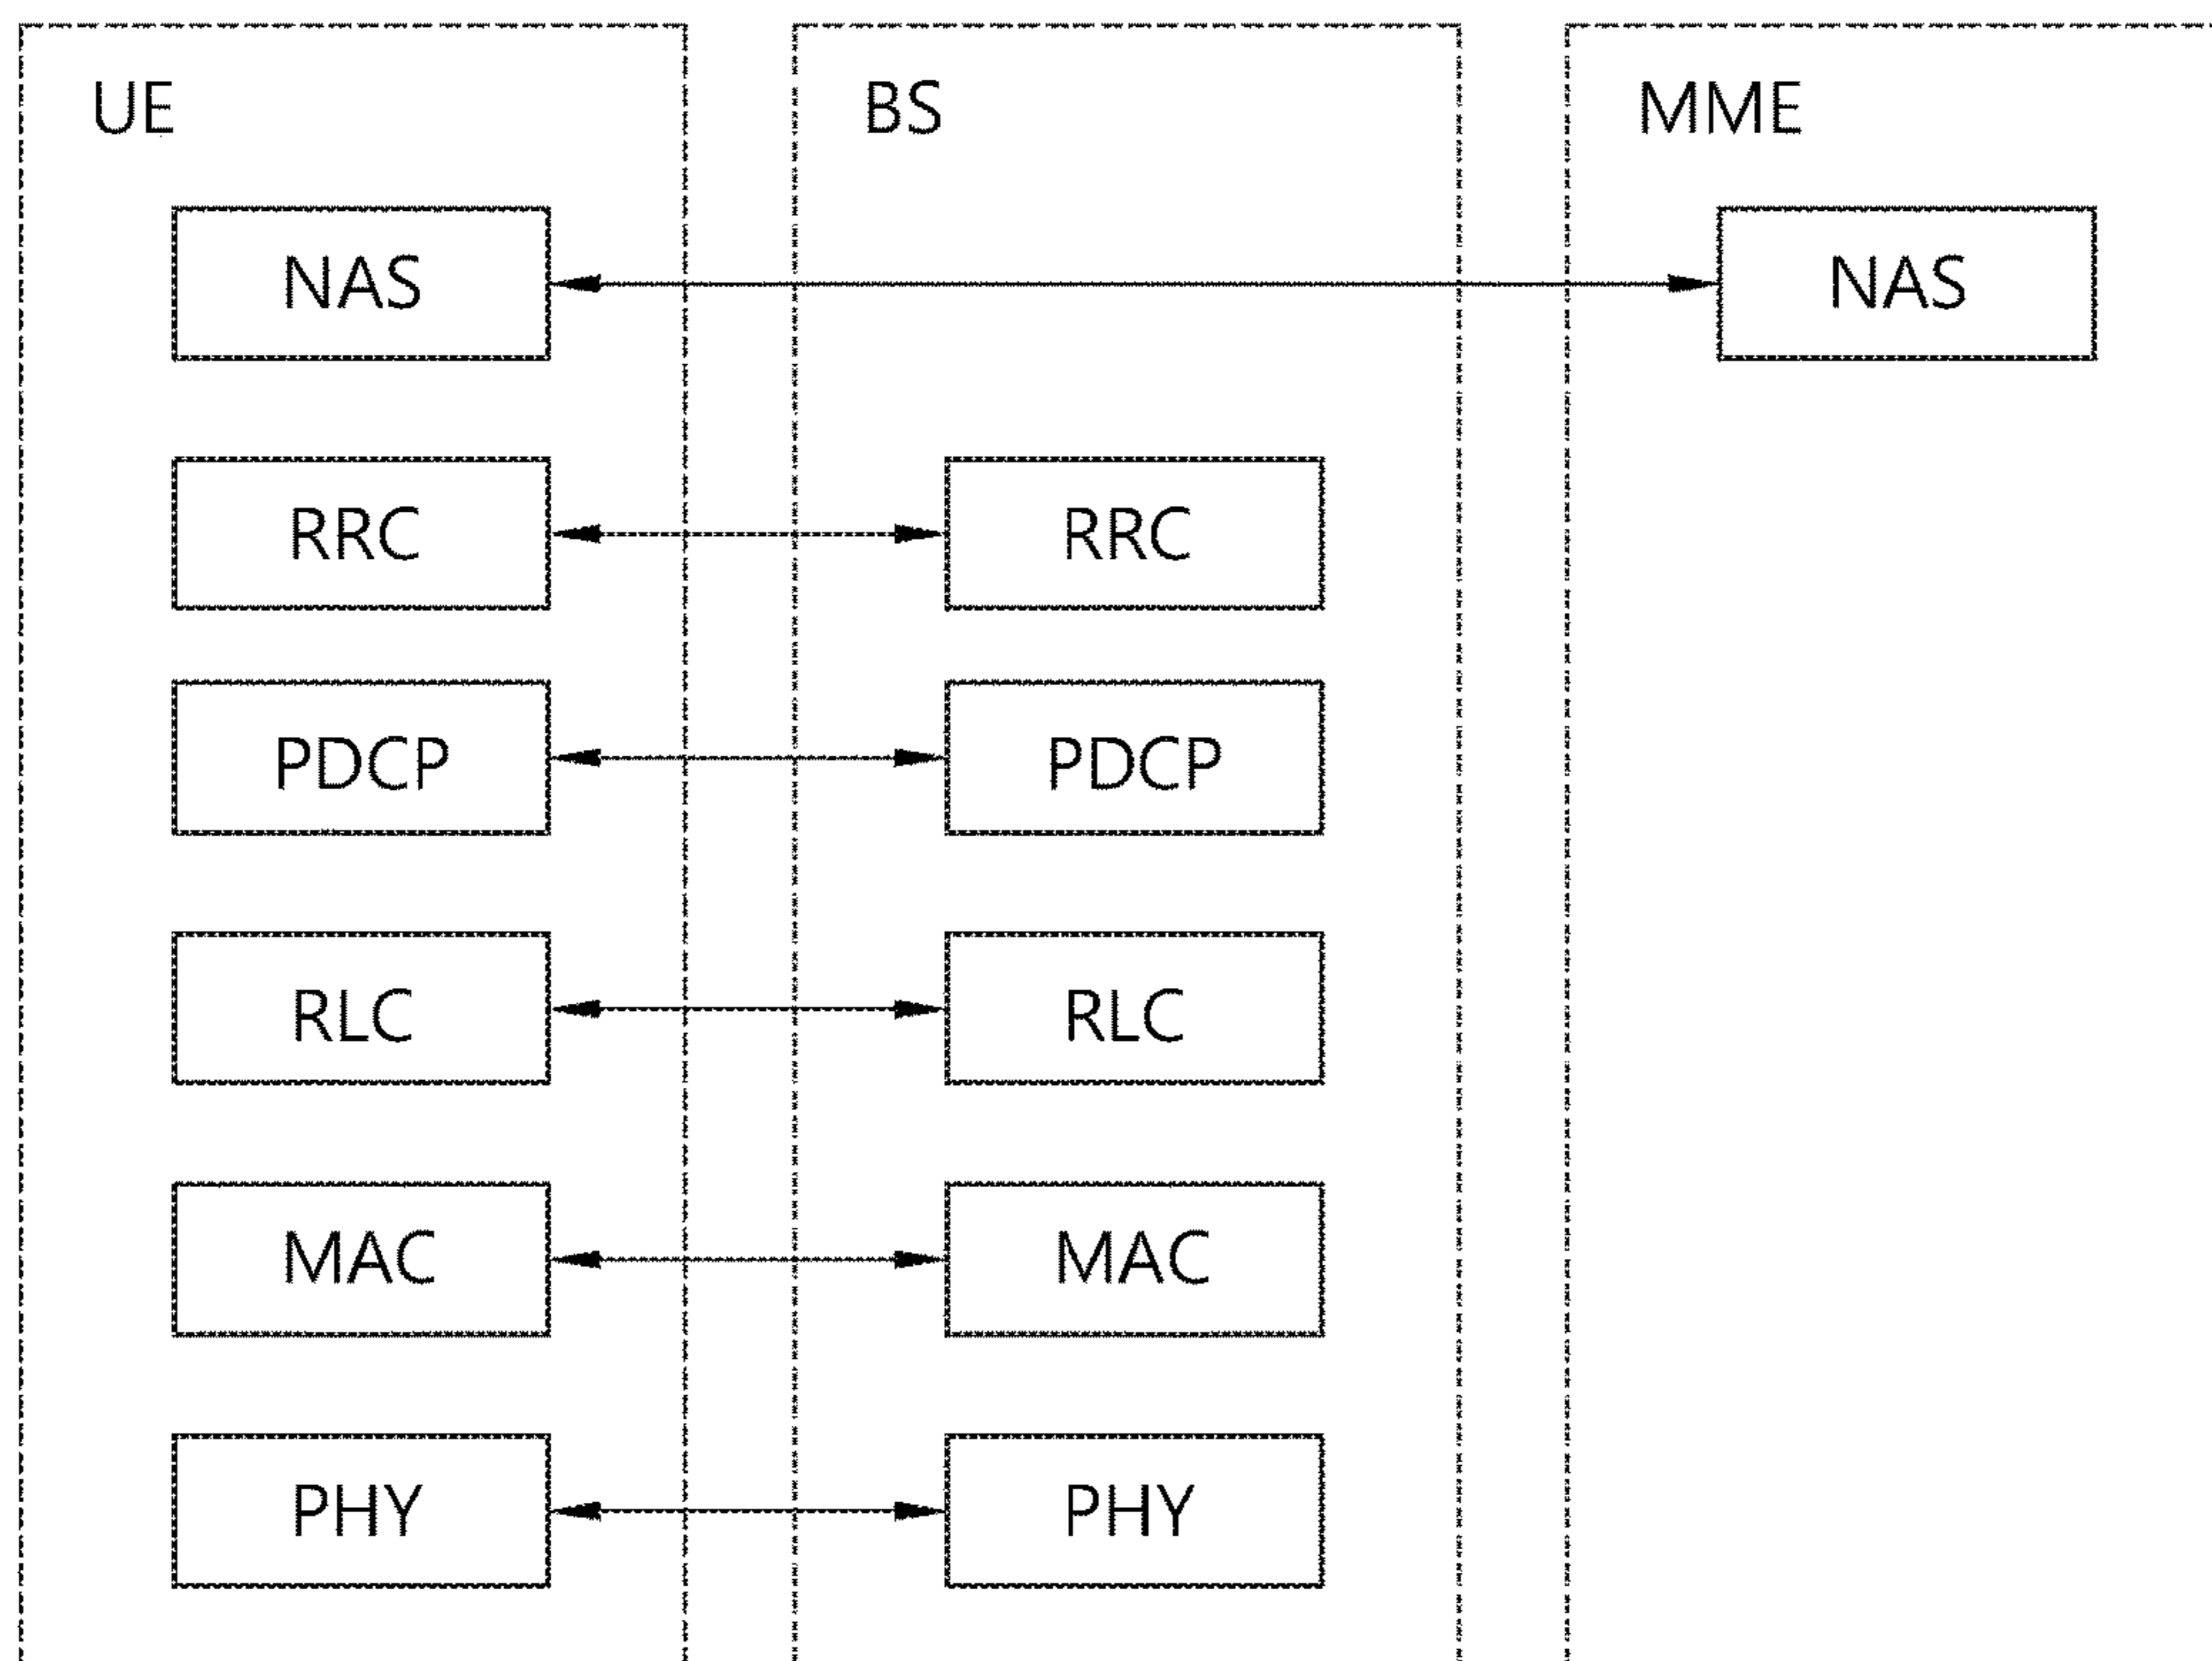 UE
BS
MME
NAS
NAS
RRC
RRC
PDCP
PDCP
RLC
RLC
MAC
MAC
PHY
PHY